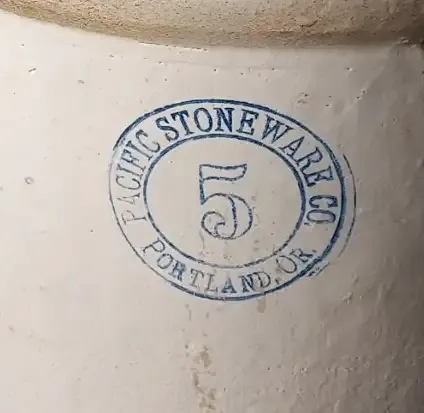 PACIFIC STONEWARE CO.
5
PORTLAND, OR.